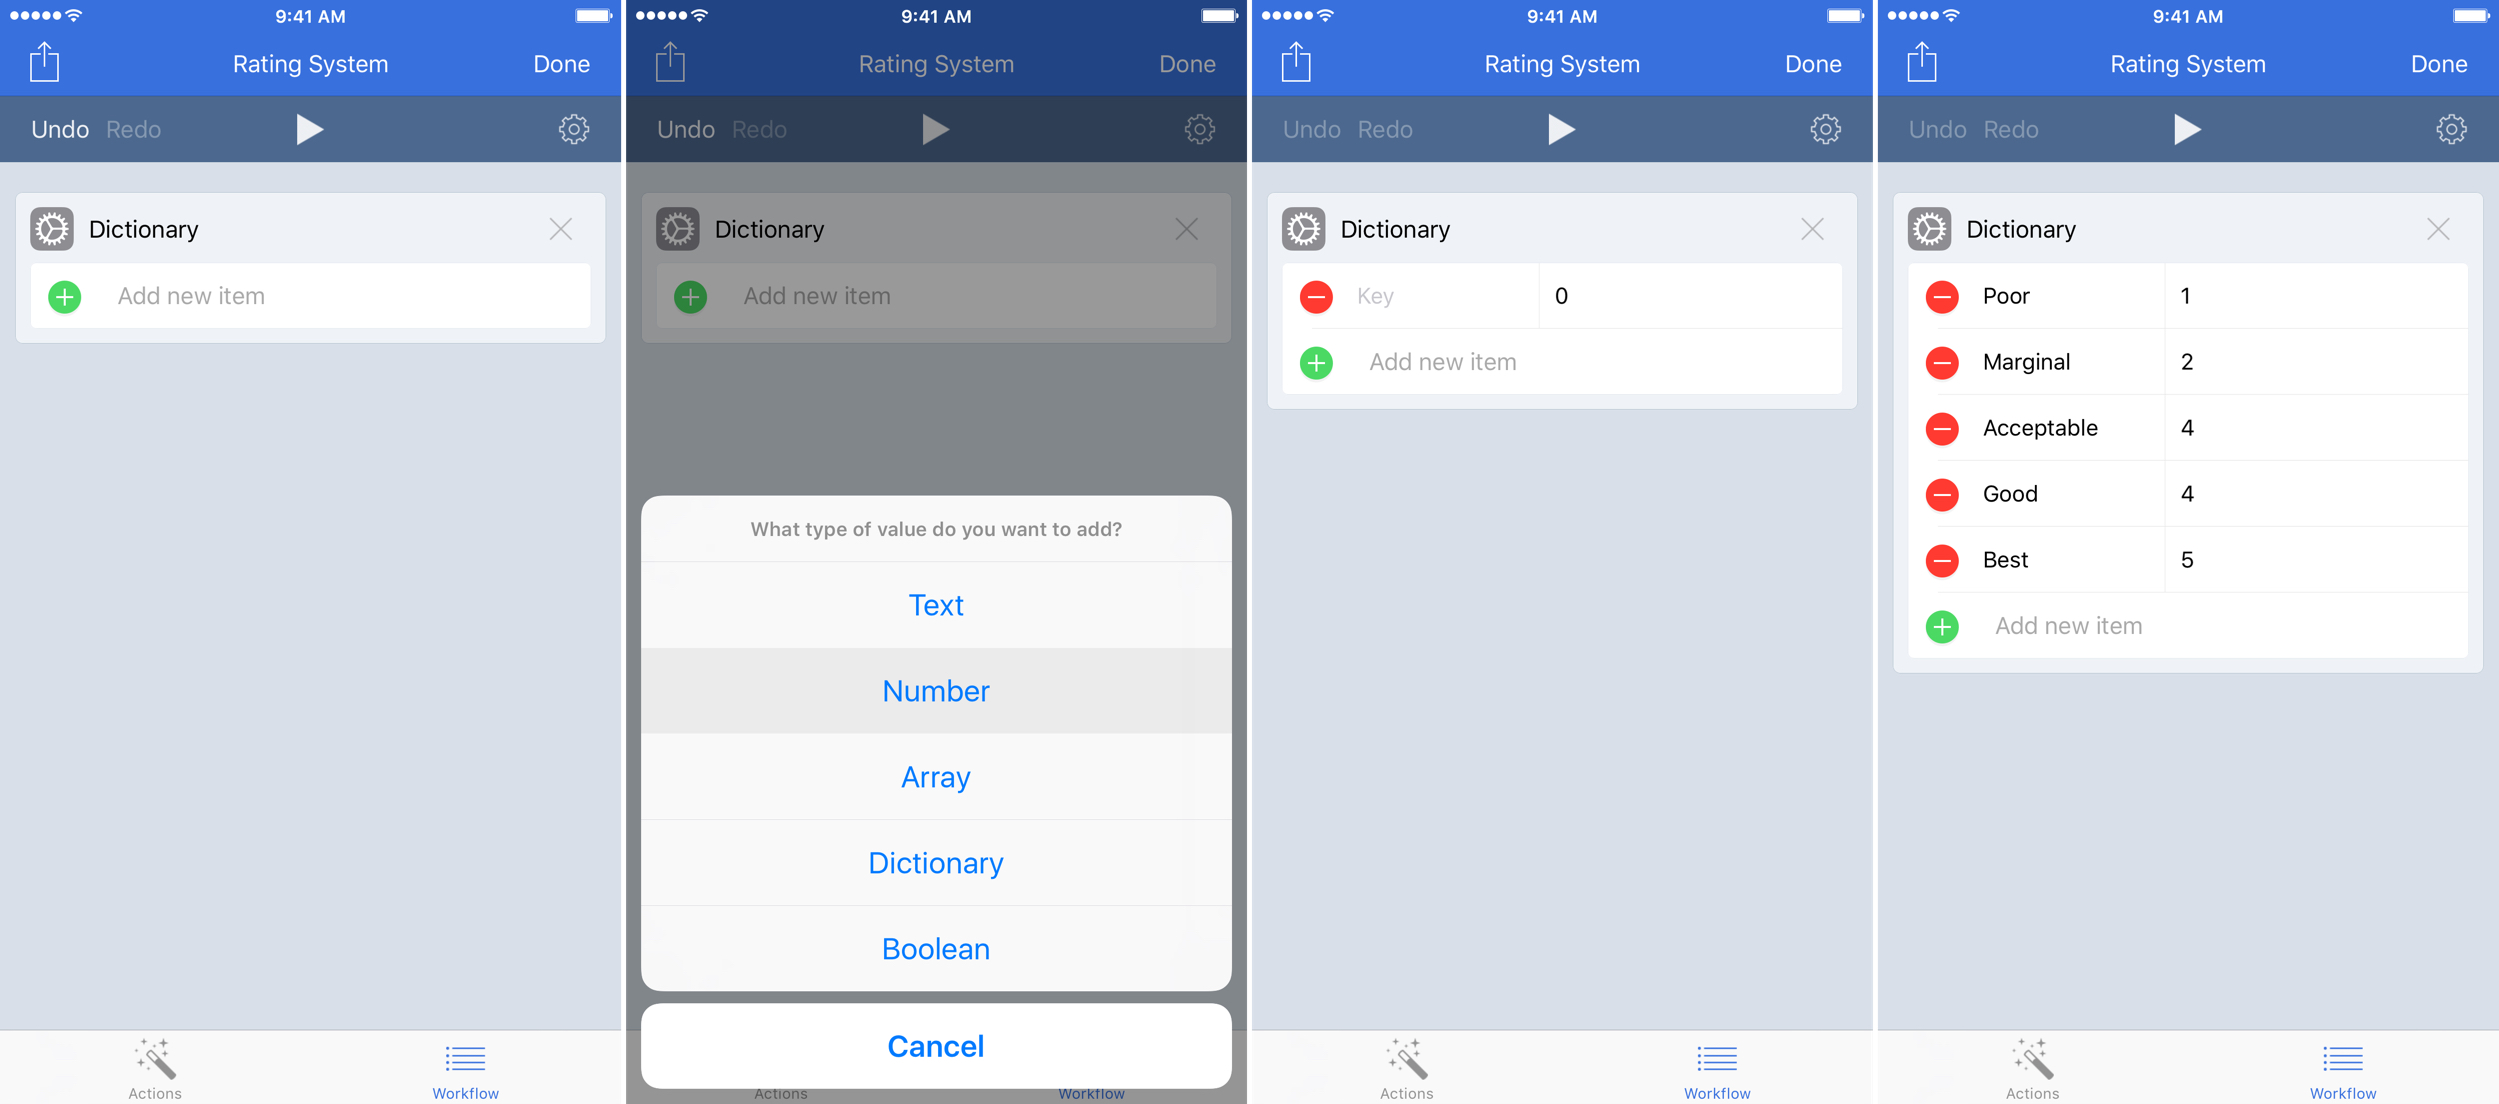 9:41 AM
Rating System
Done
Undo Redo
Dictionary
Add new item
Actions
Workflow
9:41 AM
Rating System
Done
Undo Redo
Dictionary
Add new item
What type of value do you want to add?
Text
Number
Array
Dictionary
Boolean
Cancel
Actions
Workflow
9:41 AM
Rating System
Done
Undo Redo
Dictionary
Key 0
Add new item
Actions
Workflow
9:41 AM
Rating System
Done
Undo Redo
Dictionary
Poor 1
Marginal 2
Acceptable 4
Good 4
Best 5
Add new item
Actions
Workflow